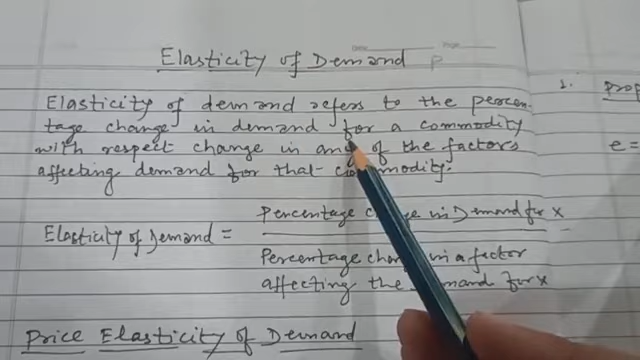 Elasticity of Demand
Elasticity of demand refers to the percen-
tage change in demand for a commodity
with respect change in any of the factors
affecting demand for that commodity.
Elasticity of Demand = Percentage change in Demand for X
Percentage change in a factor
affecting the demand for X
Price Elasticity of Demand
1. Prop
e =